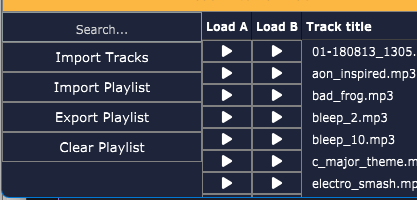 Search...
Import Tracks
Import Playlist
Export Playlist
Clear Playlist
Load A Load B Track title
01-180813_1305.
aon_inspired.mp3
bad_frog.mp3
bleep_2.mp3
bleep_10.mp3
c_major_theme.m
electro_smash.mp